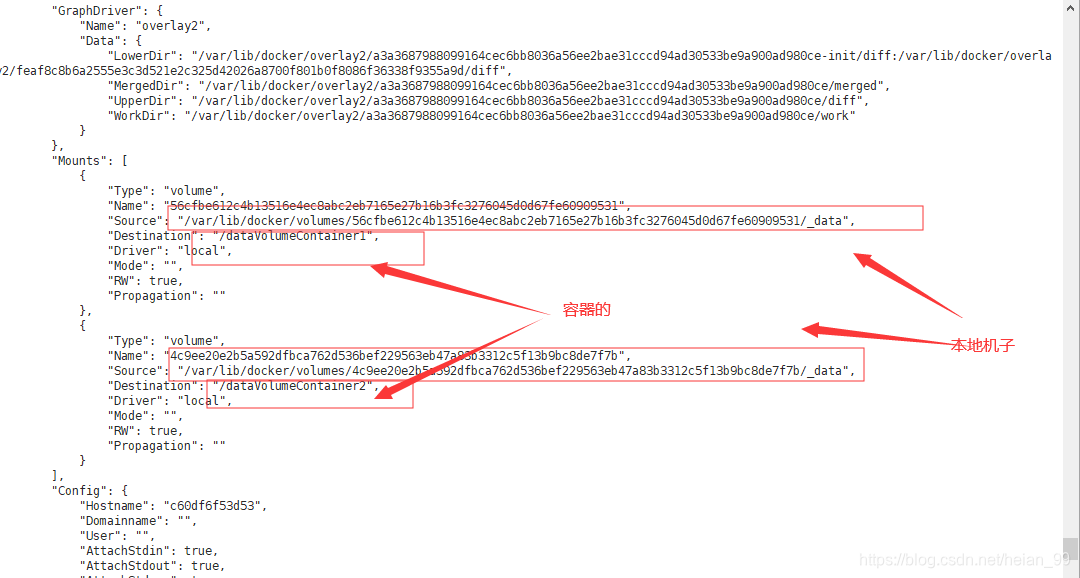 "GraphDriver": {
"Name": "overlay2",
"Data": {
"LowerDir": "/var/lib/docker/overlay2/a3a3687988099164cec6bb8036a56ee2bae31cccd94ad30533be9a900ad980ce-init/diff:/var/lib/docker/overla
y2/feaf8c8b6a2555e3c3d521e2c325d42026a8700f801b0f8086f36338f9355a9d/diff",
"MergedDir": "/var/lib/docker/overlay2/a3a3687988099164cec6bb8036a56ee2bae31cccd94ad30533be9a900ad980ce/merged",
"UpperDir": "/var/lib/docker/overlay2/a3a3687988099164cec6bb8036a56ee2bae31cccd94ad30533be9a900ad980ce/diff",
"WorkDir": "/var/lib/docker/overlay2/a3a3687988099164cec6bb8036a56ee2bae31cccd94ad30533be9a900ad980ce/work"
}
},
"Mounts": [
{
"Type": "volume",
"Name": "56cfbe612c4b13516e4ec8abc2eb7165e27b16b3fc3276045d0d67fe60909531",
"Source": "/var/lib/docker/volumes/56cfbe612c4b13516e4ec8abc2eb7165e27b16b3fc3276045d0d67fe60909531/_data",
"Destination": "/dataVolumeContainer1",
"Driver": "local",
"Mode": "",
"RW": true,
"Propagation": ""
},
{
"Type": "volume",
"Name": "4c9ee20e2b5a592dfbca762d536bef229563eb47a83b3312c5f13b9bc8de7f7b",
"Source": "/var/lib/docker/volumes/4c9ee20e2b5a592dfbca762d536bef229563eb47a83b3312c5f13b9bc8de7f7b/_data",
"Destination": "/dataVolumeContainer2",
"Driver": "local",
"Mode": "",
"RW": true,
"Propagation": ""
}
],
"Config": {
"Hostname": "c60df6f53d53",
"Domainname": "",
"User": "",
"AttachStdin": true,
"AttachStdout": true,
容器的
本地机子
https://blog.csdn.net/heian_99